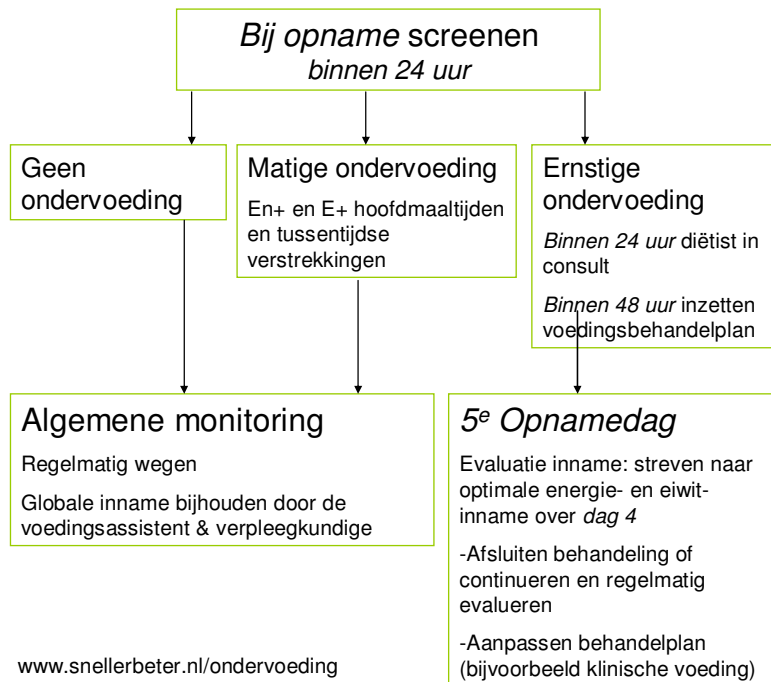 Bij opname screenen
binnen 24 uur
Geen
ondervoeding
Matige ondervoeding
En+ en E+ hoofdmaaltijden
en tussentijdse
verstrekkingen
Ernstige
ondervoeding
Binnen 24 uur diëtist in
consult
Binnen 48 uur inzetten
voedingsbehandelplan
Algemene monitoring
Regelmatig wegen
Globale inname bijhouden door de
voedingsassistent & verpleegkundige
5e Opnamedag
Evaluatie inname: streven naar
optimale energie- en eiwit-
inname over dag 4
-Afsluiten behandeling of
continueren en regelmatig
evalueren
-Aanpassen behandelplan
(bijvoorbeeld klinische voeding)
www.snellerbeter.nl/ondervoeding